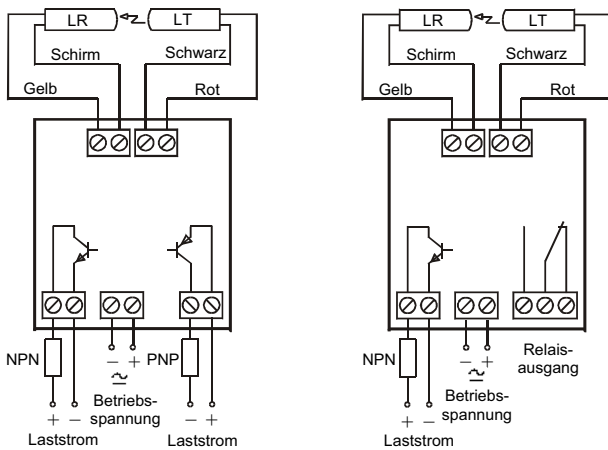 LR LT
Schirm Schwarz
Gelb Rot
NPN − + PNP
Betriebs-
spannung
+ − − +
Laststrom Laststrom
LR LT
Schirm Schwarz
Gelb Rot
NPN − + Relais-
ausgang
Betriebs-
spannung
+ −
Laststrom